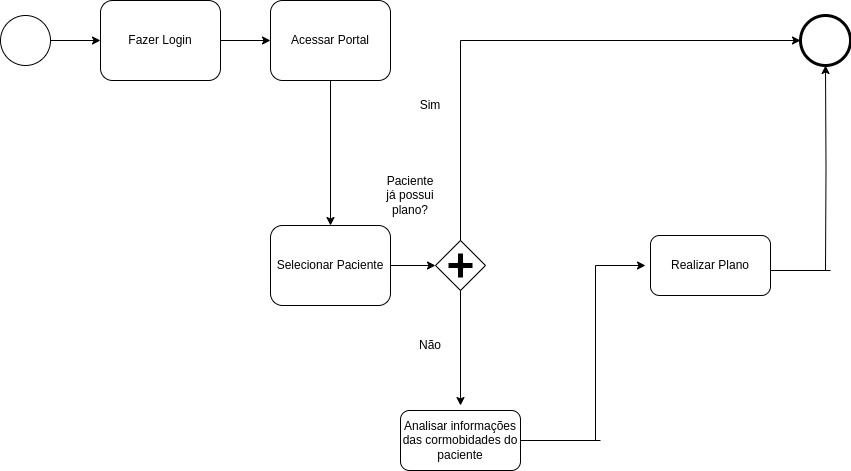 Fazer Login
Acessar Portal
Sim
Paciente
já possui
plano?
Selecionar Paciente
Realizar Plano
Não
Analisar informações
das cormobidades do
paciente